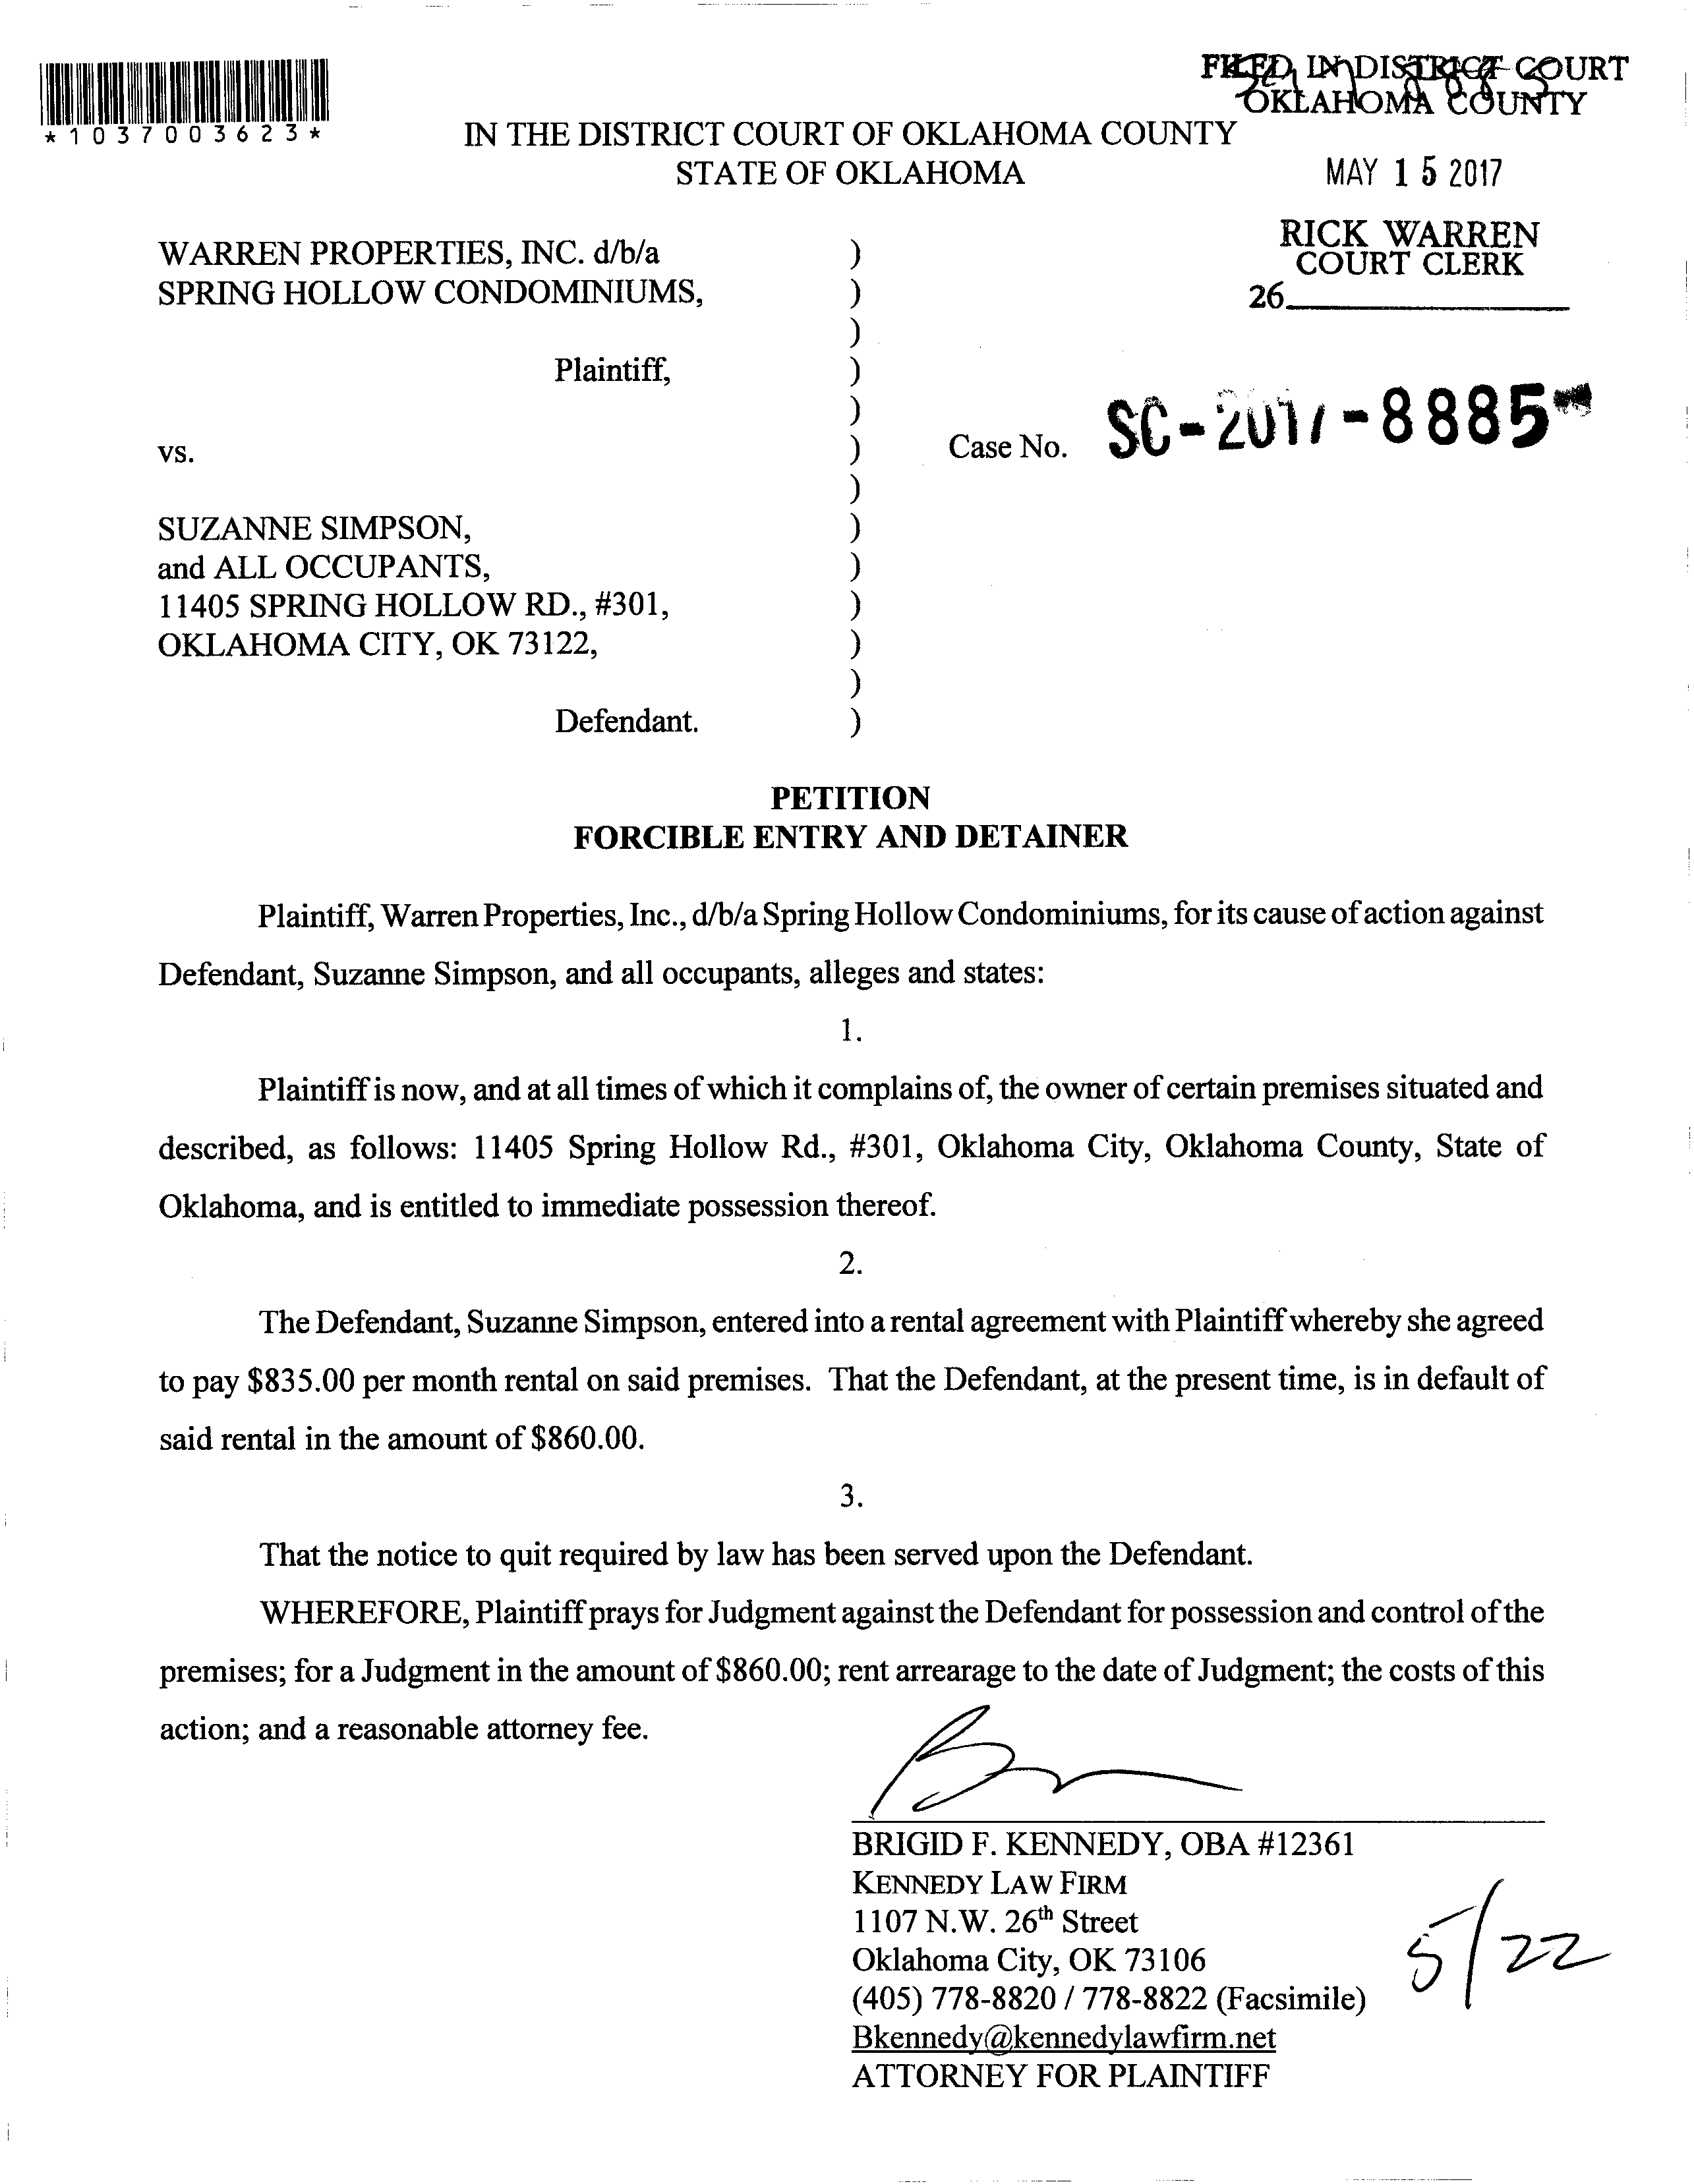 FILED IN DISTRICT COURT
OKLAHOMA COUNTY
*1037003623*
IN THE DISTRICT COURT OF OKLAHOMA COUNTY
STATE OF OKLAHOMA
MAY 15 2017
RICK WARREN
COURT CLERK
26
WARREN PROPERTIES, INC. d/b/a )
SPRING HOLLOW CONDOMINIUMS, )
)
Plaintiff, )
)
vs. ) Case No. SC-2017-8885
)
SUZANNE SIMPSON, )
and ALL OCCUPANTS, )
11405 SPRING HOLLOW RD., #301, )
OKLAHOMA CITY, OK 73122, )
)
Defendant. )
PETITION
FORCIBLE ENTRY AND DETAINER
Plaintiff, Warren Properties, Inc., d/b/a Spring Hollow Condominiums, for its cause of action against
Defendant, Suzanne Simpson, and all occupants, alleges and states:
1.
Plaintiff is now, and at all times of which it complains of, the owner of certain premises situated and
described, as follows: 11405 Spring Hollow Rd., #301, Oklahoma City, Oklahoma County, State of
Oklahoma, and is entitled to immediate possession thereof.
2.
The Defendant, Suzanne Simpson, entered into a rental agreement with Plaintiff whereby she agreed
to pay $835.00 per month rental on said premises. That the Defendant, at the present time, is in default of
said rental in the amount of $860.00.
3.
That the notice to quit required by law has been served upon the Defendant.
WHEREFORE, Plaintiff prays for Judgment against the Defendant for possession and control of the
premises; for a Judgment in the amount of $860.00; rent arrearage to the date of Judgment; the costs of this
action; and a reasonable attorney fee.
BRIGID F. KENNEDY, OBA #12361
KENNEDY LAW FIRM
1107 N.W. 26th Street
Oklahoma City, OK 73106
(405) 778-8820 / 778-8822 (Facsimile)
Bkennedy@kennedylawfirm.net
ATTORNEY FOR PLAINTIFF
5/22